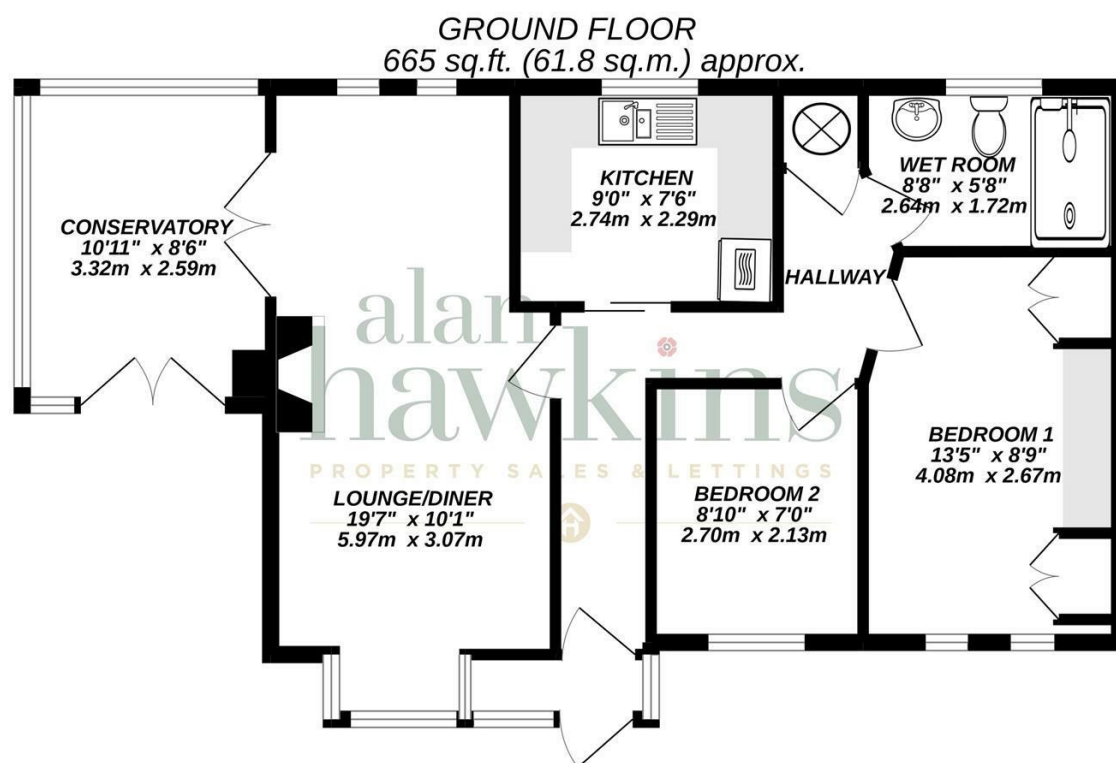 GROUND FLOOR
665 sq.ft. (61.8 sq.m.) approx.
CONSERVATORY
10'11" x 8'6"
3.32m x 2.59m
KITCHEN
9'0" x 7'6"
2.74m x 2.29m
WET ROOM
8'8" x 5'8"
2.64m x 1.72m
HALLWAY
alan
hawkins
PROPERTY SALES & LETTINGS
LOUNGE/DINER
19'7" x 10'1"
5.97m x 3.07m
BEDROOM 2
8'10" x 7'0"
2.70m x 2.13m
BEDROOM 1
13'5" x 8'9"
4.08m x 2.67m